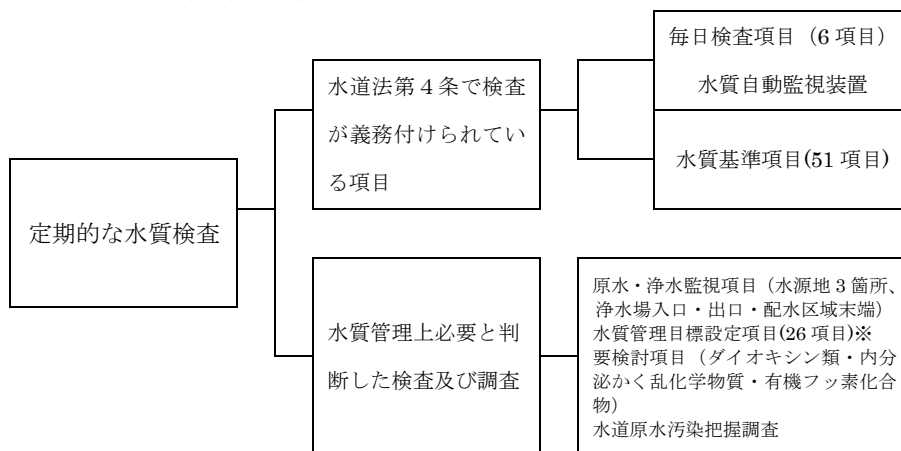 定期的な水質検査
水道法第４条で検査
が義務付けられてい
る項目
毎日検査項目（6 項目）
水質自動監視装置
水質基準項目(51 項目)
水質管理上必要と判
断した検査及び調査
原水・浄水監視項目（水源地 3 箇所、
浄水場入口・出口・配水区域末端）
水質管理目標設定項目(26 項目)※
要検討項目（ダイオキシン類・内分
泌かく乱化学物質・有機フッ素化合
物）
水道原水汚染把握調査